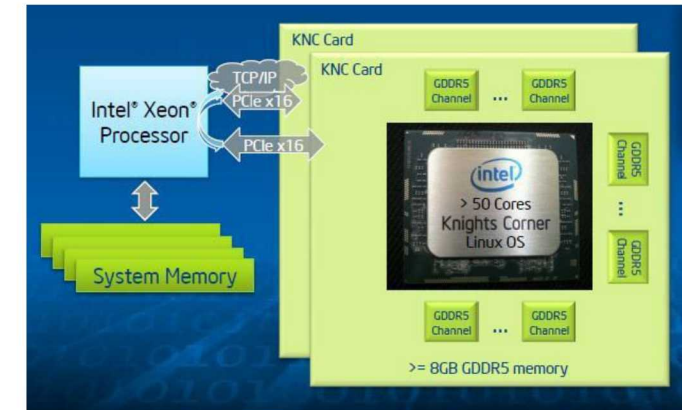 KNC Card
KNC Card
TCP/IP
PCIe x16
PCIe x16
Intel® Xeon®
Processor
System Memory
GDDR5
Channel
...
GDDR5
Channel
intel
> 50 Cores
Knights Corner
Linux OS
GDDR5
Channel
...
GDDR5
Channel
GDDR5
Channel
...
GDDR5
Channel
>= 8GB GDDR5 memory